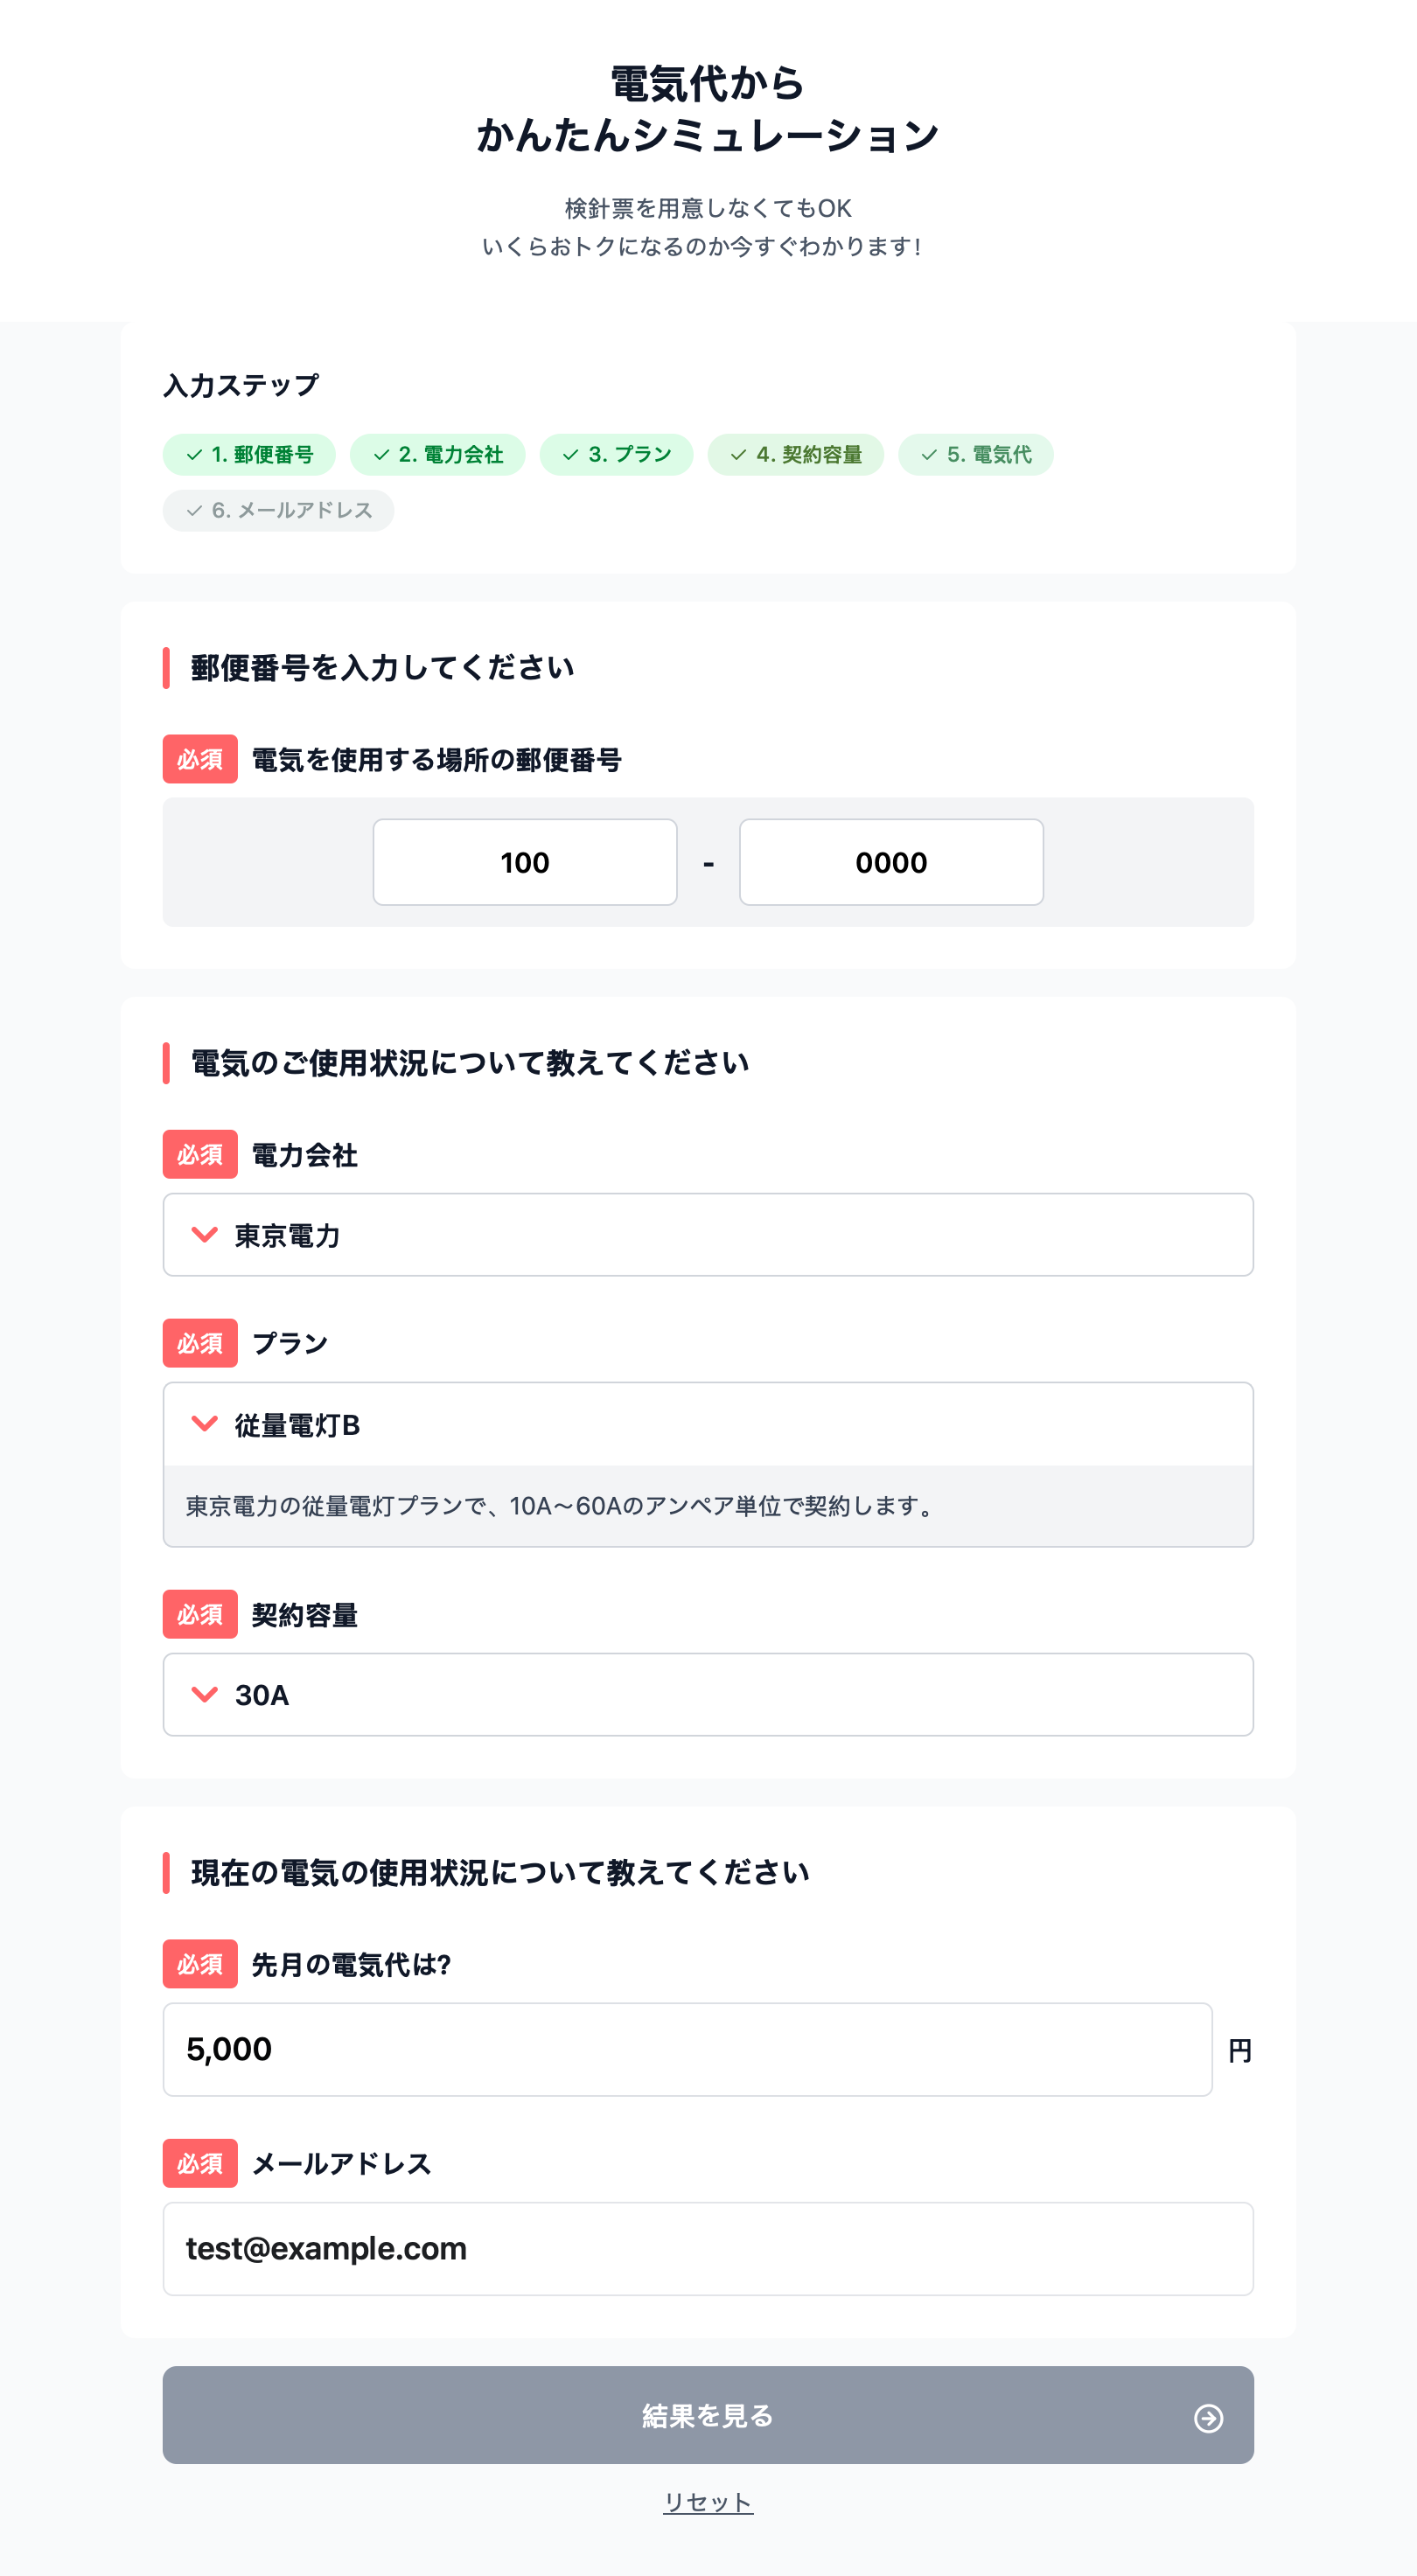 電気代から
かんたんシミュレーション
検針票を用意しなくてもOK
いくらおトクになるのか今すぐわかります!
入力ステップ
1. 郵便番号 2. 電力会社 3. プラン 4. 契約容量 5. 電気代
6. メールアドレス
郵便番号を入力してください
必須 電気を使用する場所の郵便番号
100 - 0000
電気のご使用状況について教えてください
必須 電力会社
東京電力
必須 プラン
従量電灯B
東京電力の従量電灯プランで、10A〜60Aのアンペア単位で契約します。
必須 契約容量
30A
現在の電気の使用状況について教えてください
必須 先月の電気代は?
5,000 円
必須 メールアドレス
test@example.com
結果を見る
リセット